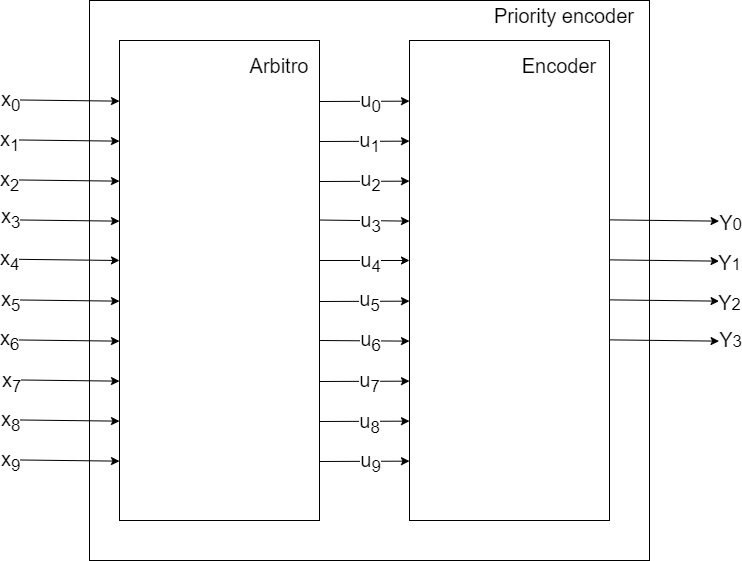 Priority encoder
Arbitro
Encoder
x0
u0
x1
u1
x2
u2
x3
u3
Y0
x4
u4
Y1
x5
u5
Y2
x6
u6
Y3
x7
u7
x8
u8
x9
u9